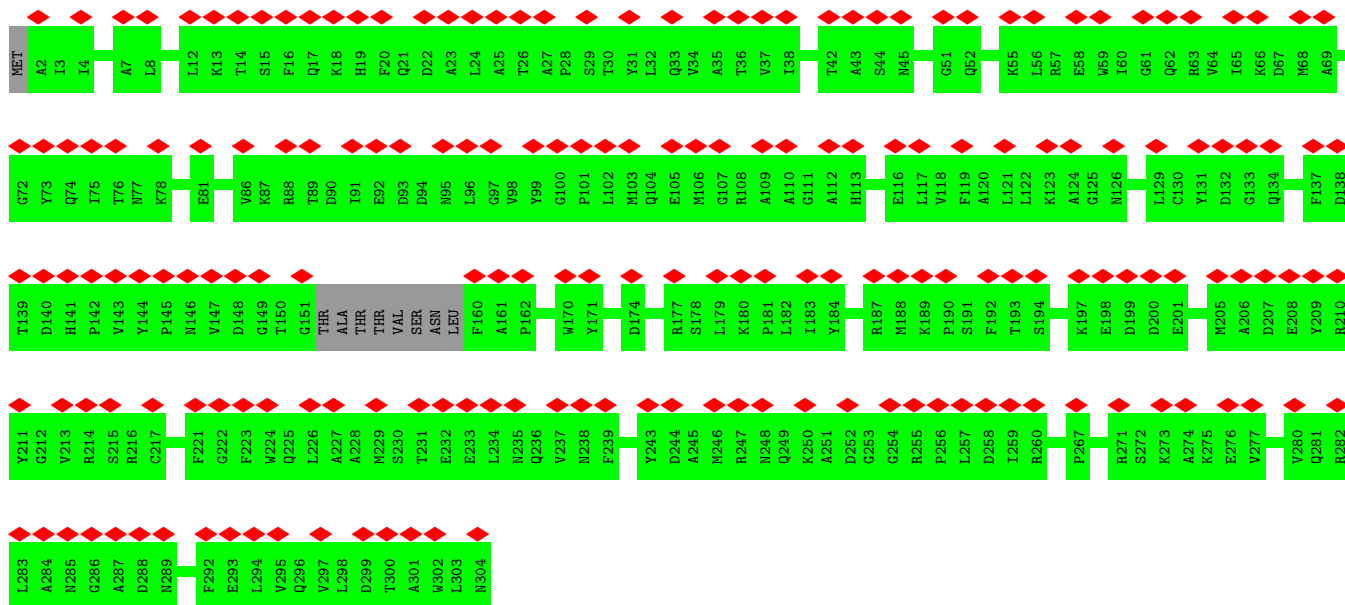 MET A2 I3 I4 A7 L8 L12 K13 T14 S15 F16 Q17 K18 H19 F20 Q21 D22 A23 L24 A25 T26 A27 P28 S29 T30 Y31 L32 Q33 V34 A35 T36 V37 I38 T42 A43 S44 N45 G51 Q52 K55 L56 R57 E58 W59 I60 G61 Q62 R63 V64 I65 K66 D67 M68 A69
G72 Y73 Q74 I75 T76 N77 K78 E81 V86 K87 R88 T89 D90 I91 E92 D93 D94 N95 L96 G97 V98 Y99 G100 P101 L102 M103 Q104 E105 M106 G107 R108 A109 A110 G111 A112 H113 E116 L117 V118 F119 A120 L121 L122 K123 A124 G125 N126 L129 C130 Y131 D132 G133 Q134 F137 D138
T139 D140 H141 P142 V143 Y144 P145 N146 V147 D148 G149 T150 G151 THR ALA THR THR VAL SER ASN LEU F160 A161 P162 W170 Y171 D174 R177 S178 L179 K180 P181 L182 I183 Y184 R187 M188 K189 P190 S191 F192 T193 S194 K197 E198 D199 D200 E201 M205 A206 D207 E208 Y209 R210
Y211 G212 V213 R214 S215 R216 C217 F221 G222 F223 W224 Q225 L226 A227 A228 M229 S230 T231 E232 E233 L234 N235 Q236 V237 N238 F239 Y243 D244 A245 M246 R247 N248 Q249 K250 A251 D252 G253 G254 R255 P256 L257 D258 I259 R260 P267 R271 S272 K273 A274 K275 E276 V277 V280 Q281 R282
L283 A284 N285 G286 A287 D288 N289 F292 E293 L294 V295 Q296 V297 L298 D299 T300 A301 W302 L303 N304